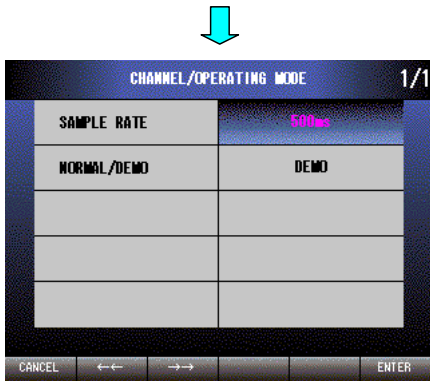 CHANNEL/OPERATING MODE 1/1
SAMPLE RATE 500ms
NORMAL/DEMO DEMO
CANCEL ←← →→ ENTER